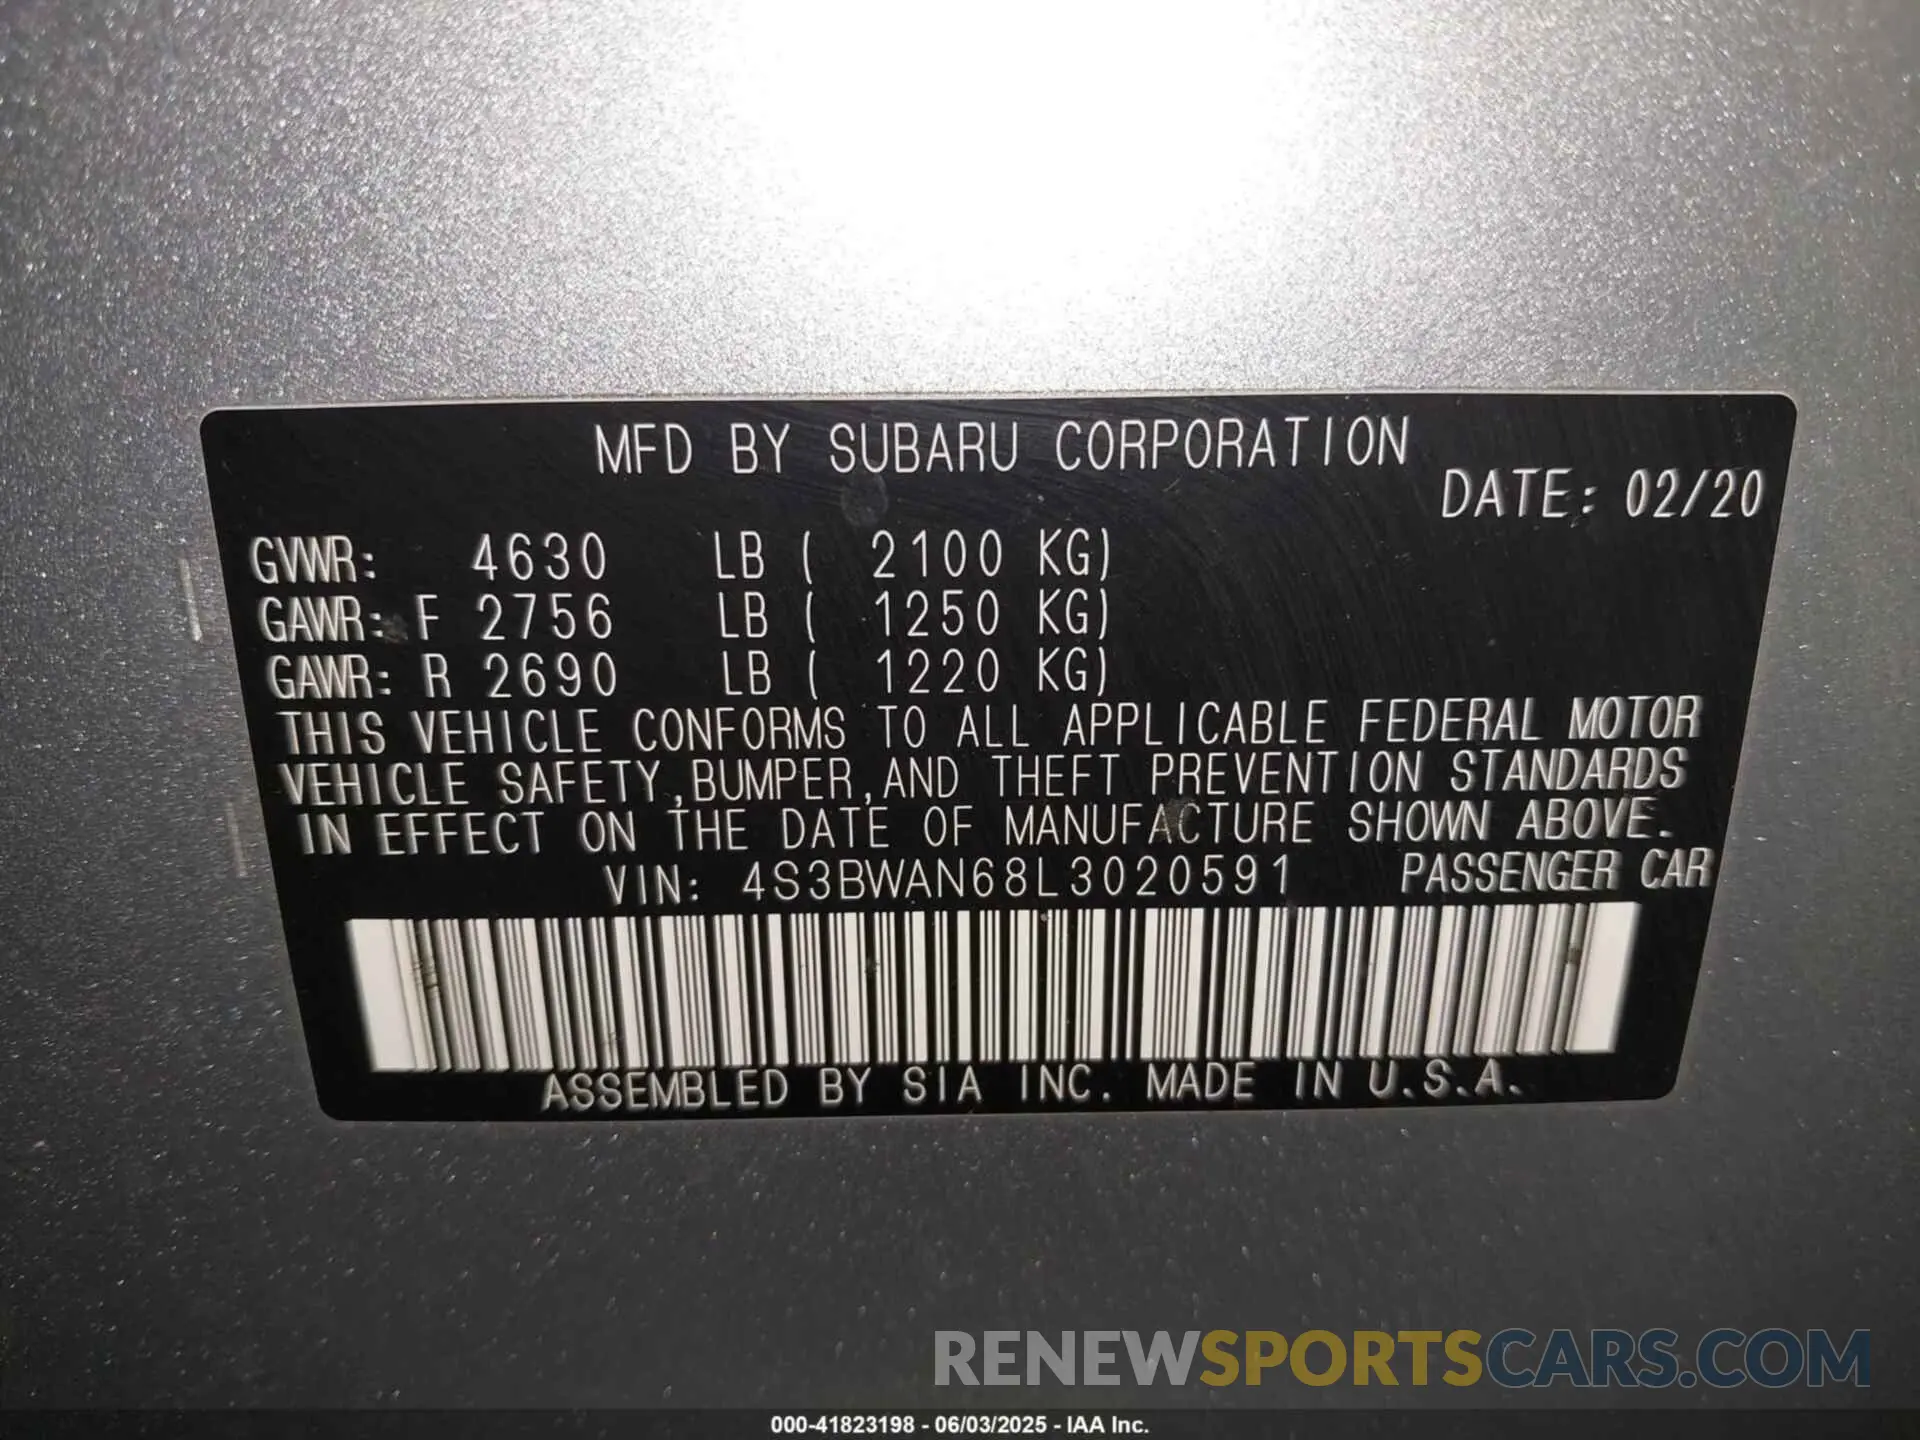 MFD BY SUBARU CORPORATION
DATE: 02/20
GVWR: 4630 LB ( 2100 KG)
GAWR: F 2756 LB ( 1250 KG)
GAWR: R 2690 LB ( 1220 KG)
THIS VEHICLE CONFORMS TO ALL APPLICABLE FEDERAL MOTOR
VEHICLE SAFETY,BUMPER,AND THEFT PREVENTION STANDARDS
IN EFFECT ON THE DATE OF MANUFACTURE SHOWN ABOVE.
VIN: 4S3BWAN68L3020591 PASSENGER CAR
ASSEMBLED BY SIA INC. MADE IN U.S.A.
RENEWSPORTSCARS.COM
000-41823198 - 06/03/2025 - IAA Inc.